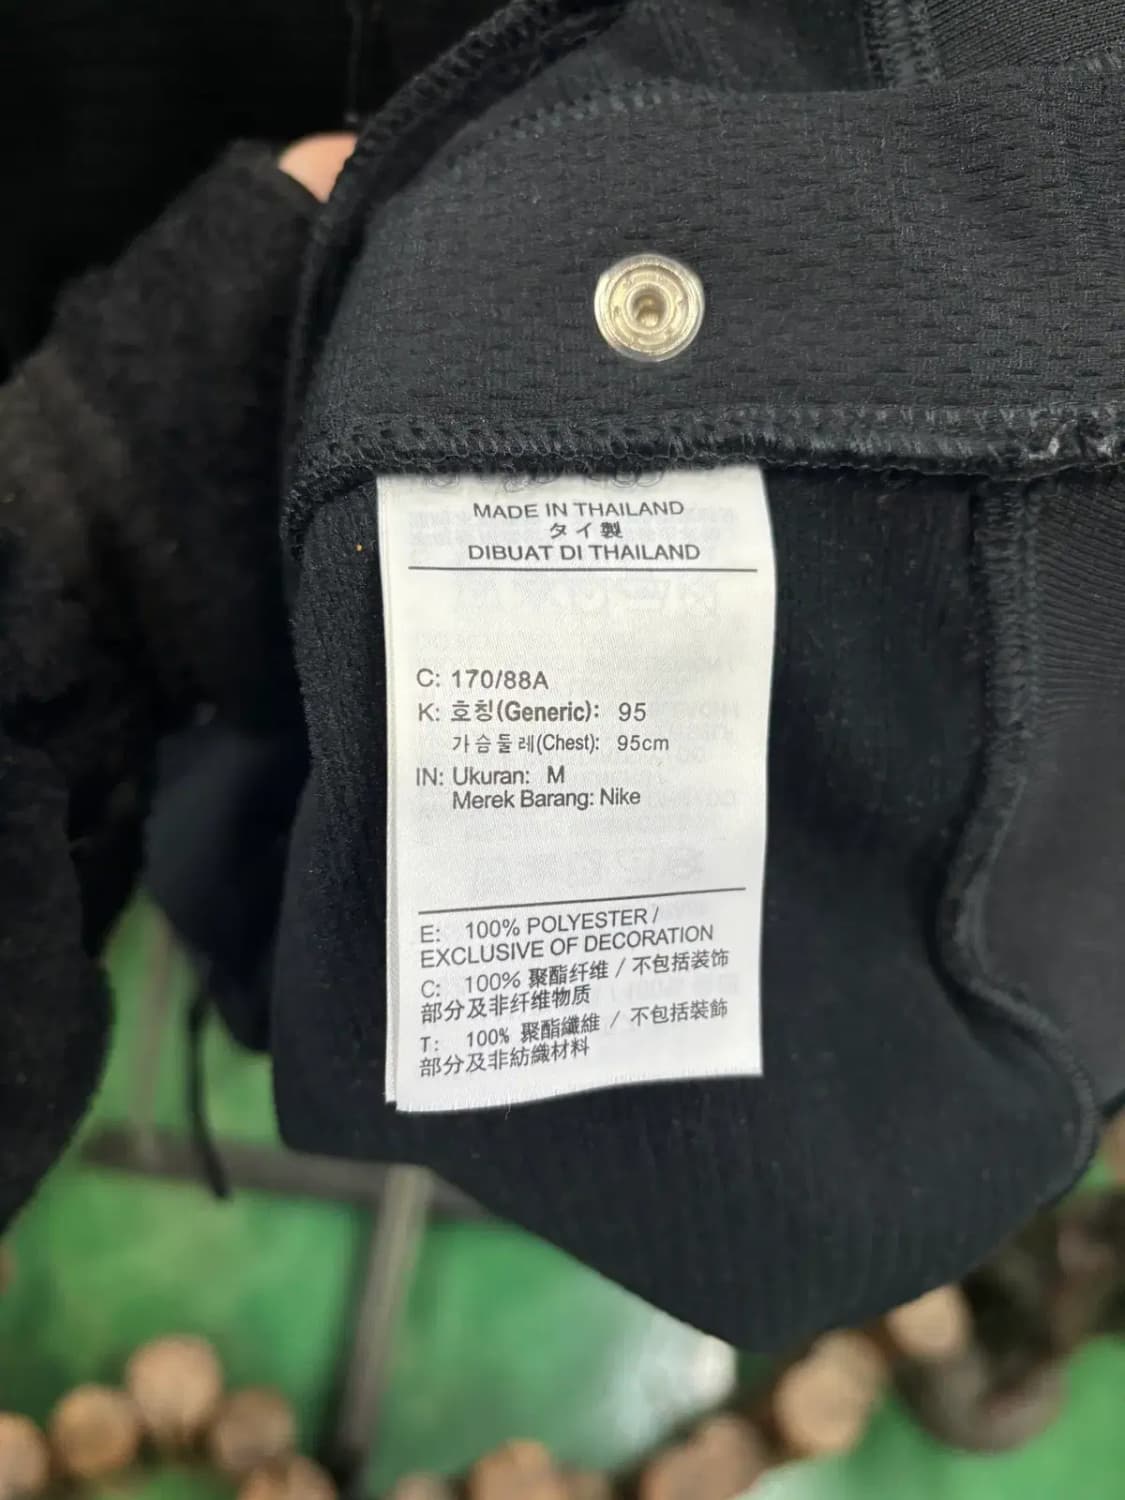 MADE IN THAILAND
タイ製
DIBUAT DI THAILAND
C: 170/88A
K: 호칭(Generic): 95
가슴둘레(Chest): 95cm
IN: Ukuran: M
Merek Barang: Nike
E: 100% POLYESTER /
EXCLUSIVE OF DECORATION
C: 100% 聚酯纤维 / 不包括装饰
部分及非纤维物质
T: 100% 聚酯纖維 / 不包括裝飾
部分及非紡織材料